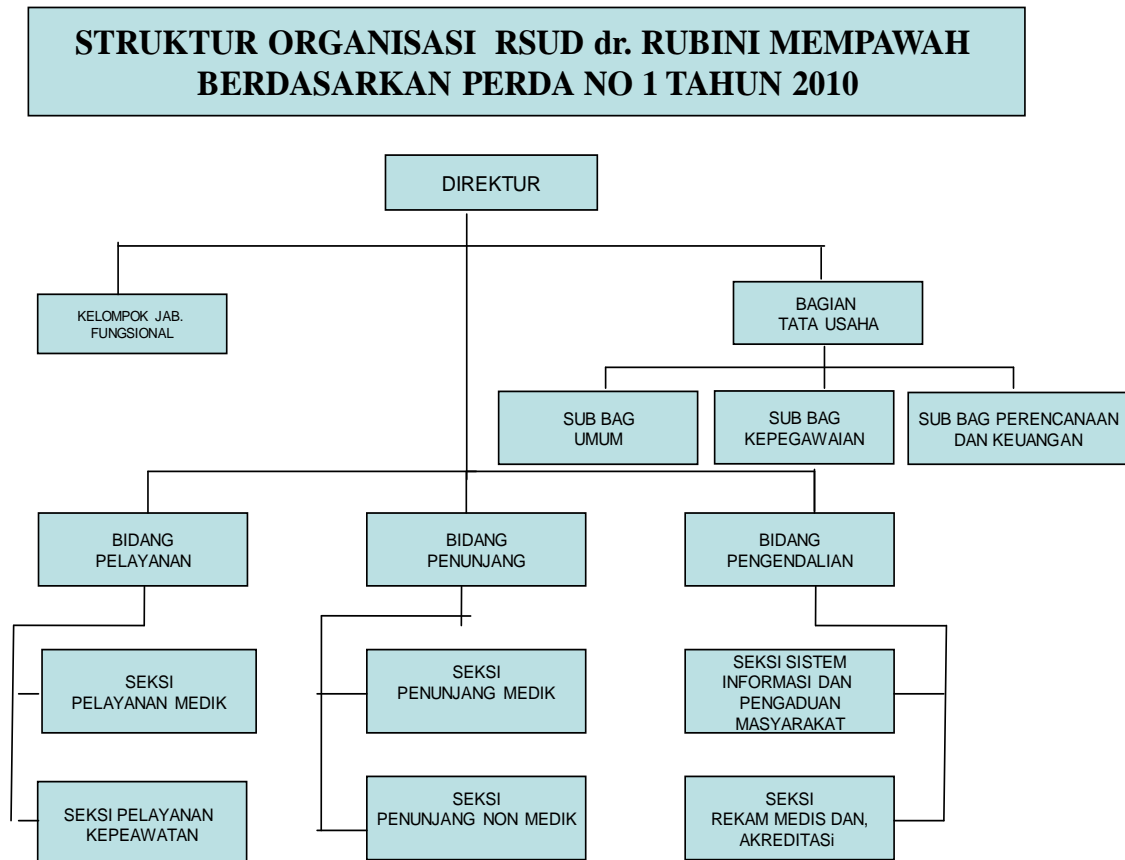 STRUKTUR ORGANISASI RSUD dr. RUBINI MEMPAWAH
BERDASARKAN PERDA NO 1 TAHUN 2010
DIREKTUR
KELOMPOK JAB.
FUNGSIONAL
BAGIAN
TATA USAHA
SUB BAG
UMUM
SUB BAG
KEPEGAWAIAN
SUB BAG PERENCANAAN
DAN KEUANGAN
BIDANG
PELAYANAN
BIDANG
PENUNJANG
BIDANG
PENGENDALIAN
SEKSI
PELAYANAN MEDIK
SEKSI
PENUNJANG MEDIK
SEKSI SISTEM
INFORMASI DAN
PENGADUAN
MASYARAKAT
SEKSI PELAYANAN
KEPEAWATAN
SEKSI
PENUNJANG NON MEDIK
SEKSI
REKAM MEDIS DAN,
AKREDITASi